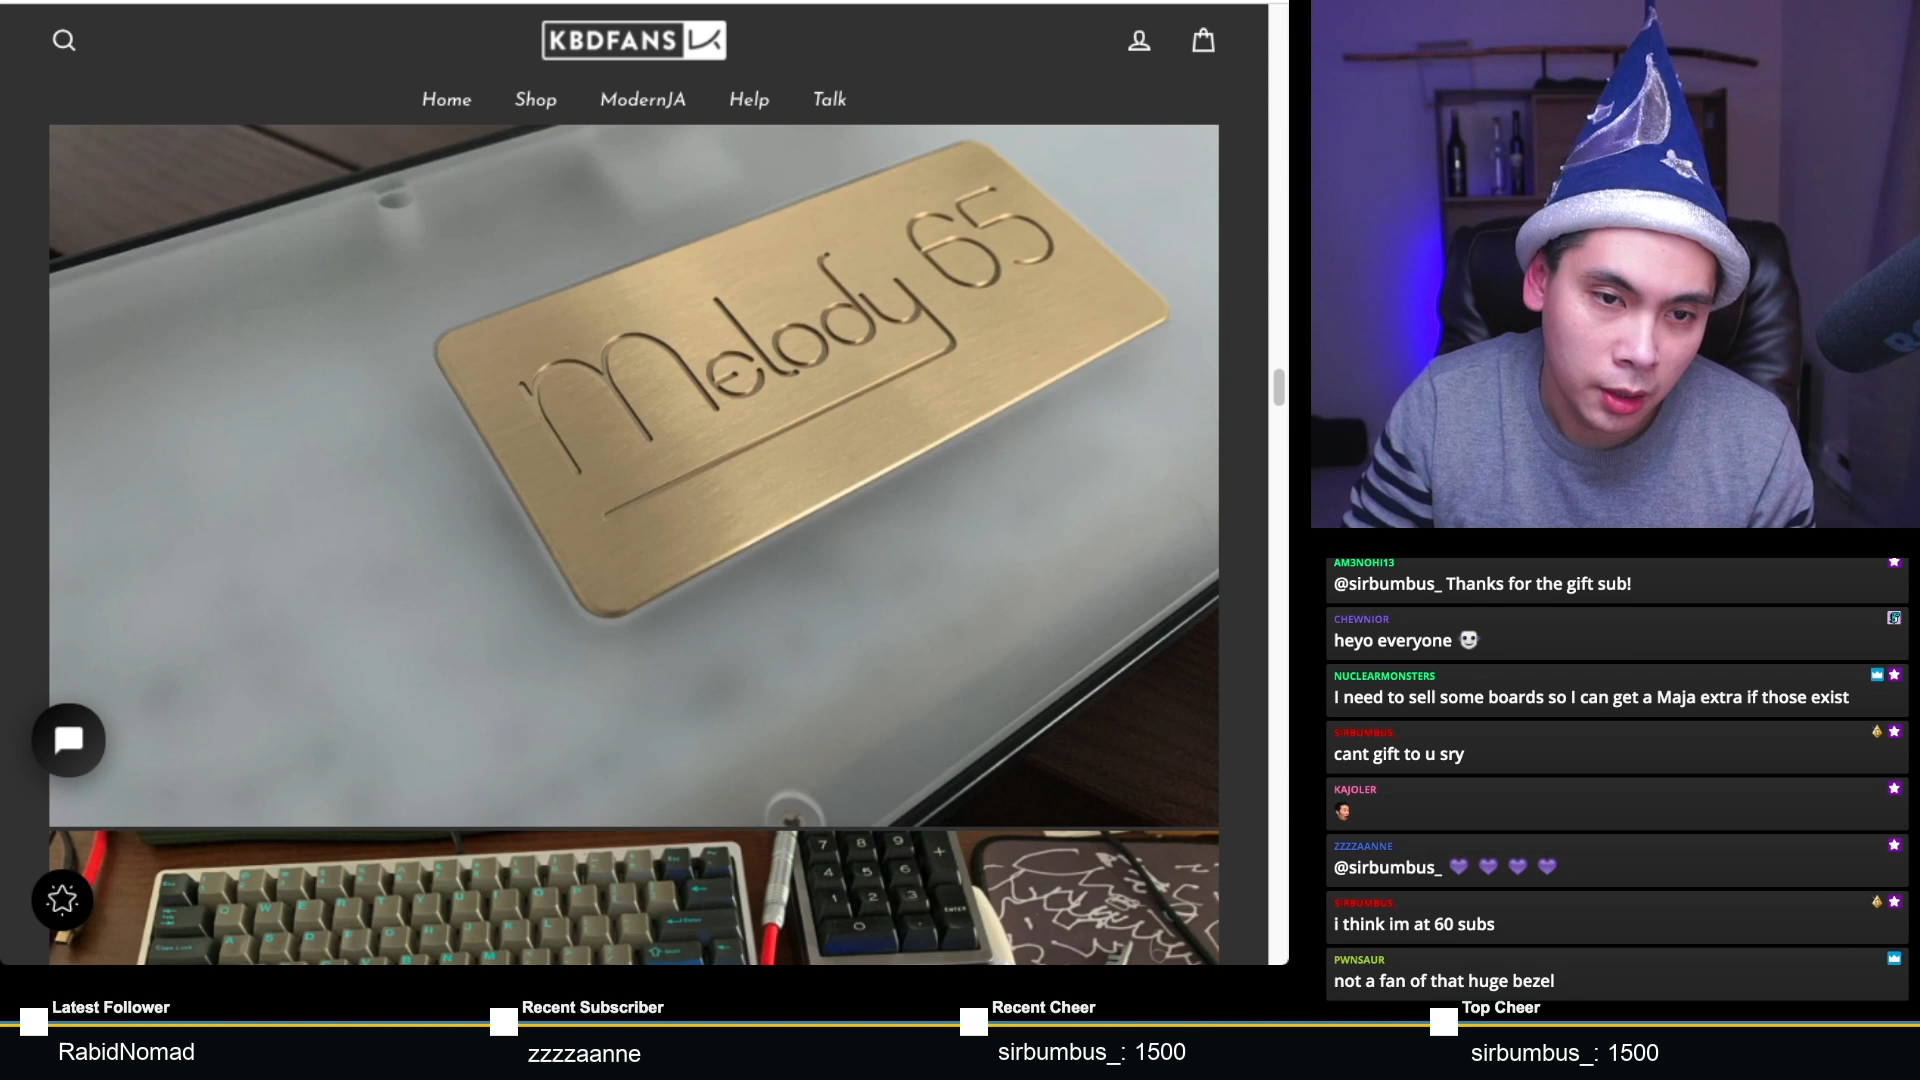 KBDFANS
Home Shop ModernJA Help Talk
Melody 65
AM3NOHI13
@sirbumbus_ Thanks for the gift sub!
CHEWNIOR
heyo everyone
NUCLEARMONSTERS
I need to sell some boards so I can get a Maja extra if those exist
SIRBUMBUS_
cant gift to u sry
KAJOLER
ZZZZAANNE
@sirbumbus_
SIRBUMBUS_
i think im at 60 subs
PWNSAUR
not a fan of that huge bezel
Latest Follower
RabidNomad
Recent Subscriber
zzzzaanne
Recent Cheer
sirbumbus_: 1500
Top Cheer
sirbumbus_: 1500